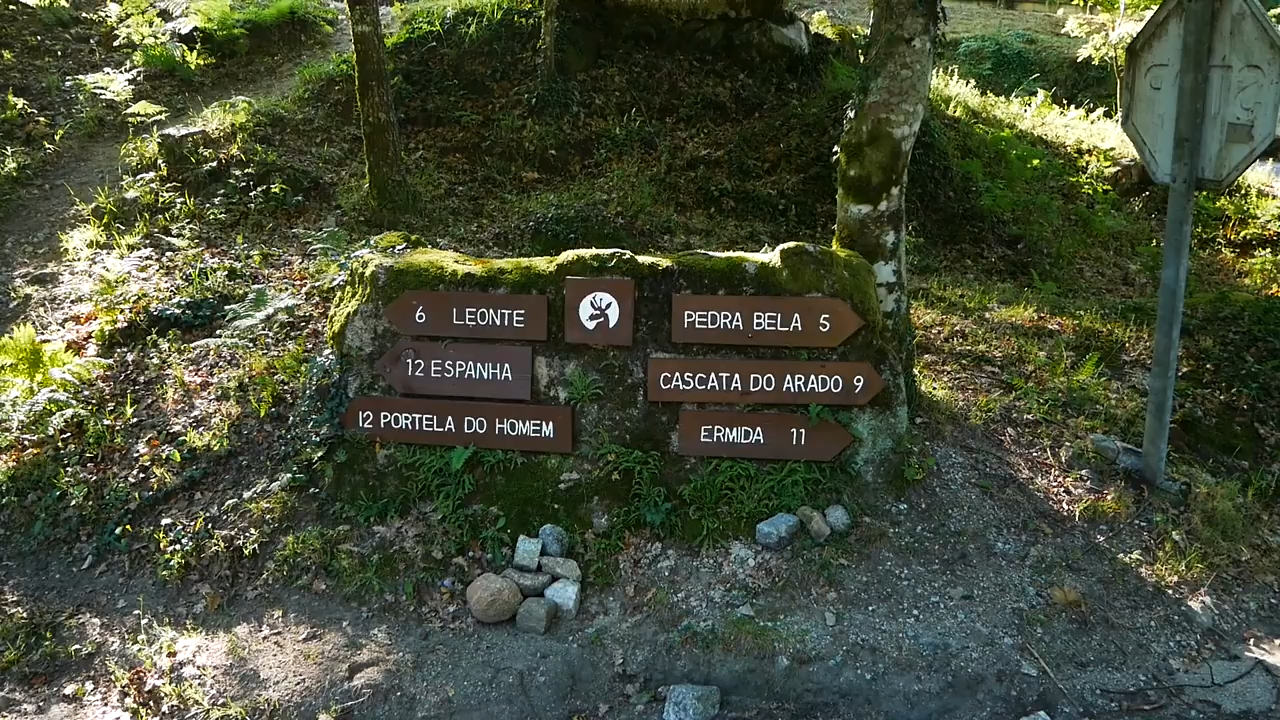 6 LEONTE
12 ESPANHA
12 PORTELA DO HOMEM
PEDRA BELA 5
CASCATA DO ARADO 9
ERMIDA 11